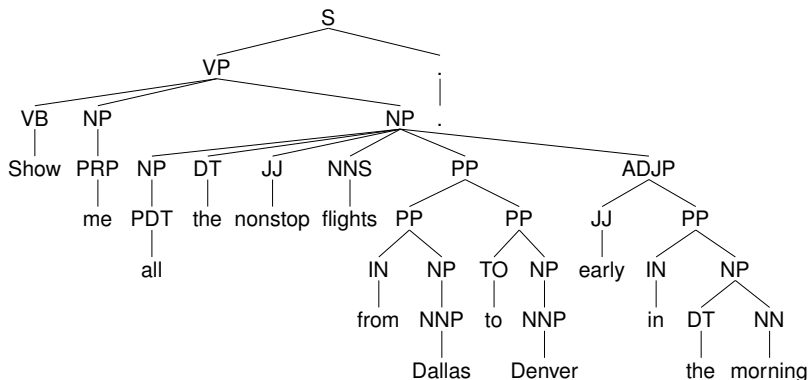 S
VP .
VB NP NP .
Show PRP NP DT JJ NNS PP ADJP
me PDT the nonstop flights PP PP JJ PP
all IN NP TO NP early IN NP
from NNP to NNP in DT NN
Dallas Denver the morning